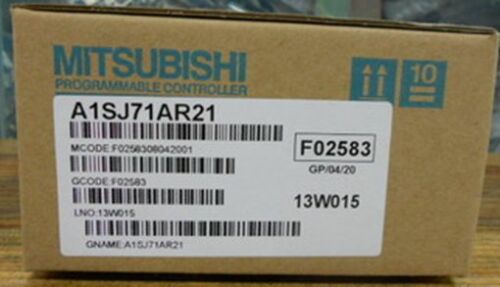 MITSUBISHI
PROGRAMMABLE CONTROLLER
10
A1SJ71AR21
MCODE:F0258308042001
F02583
GP/04/20
GCODE:F02583
13W015
LNO:13W015
GNAME:A1SJ71AR21